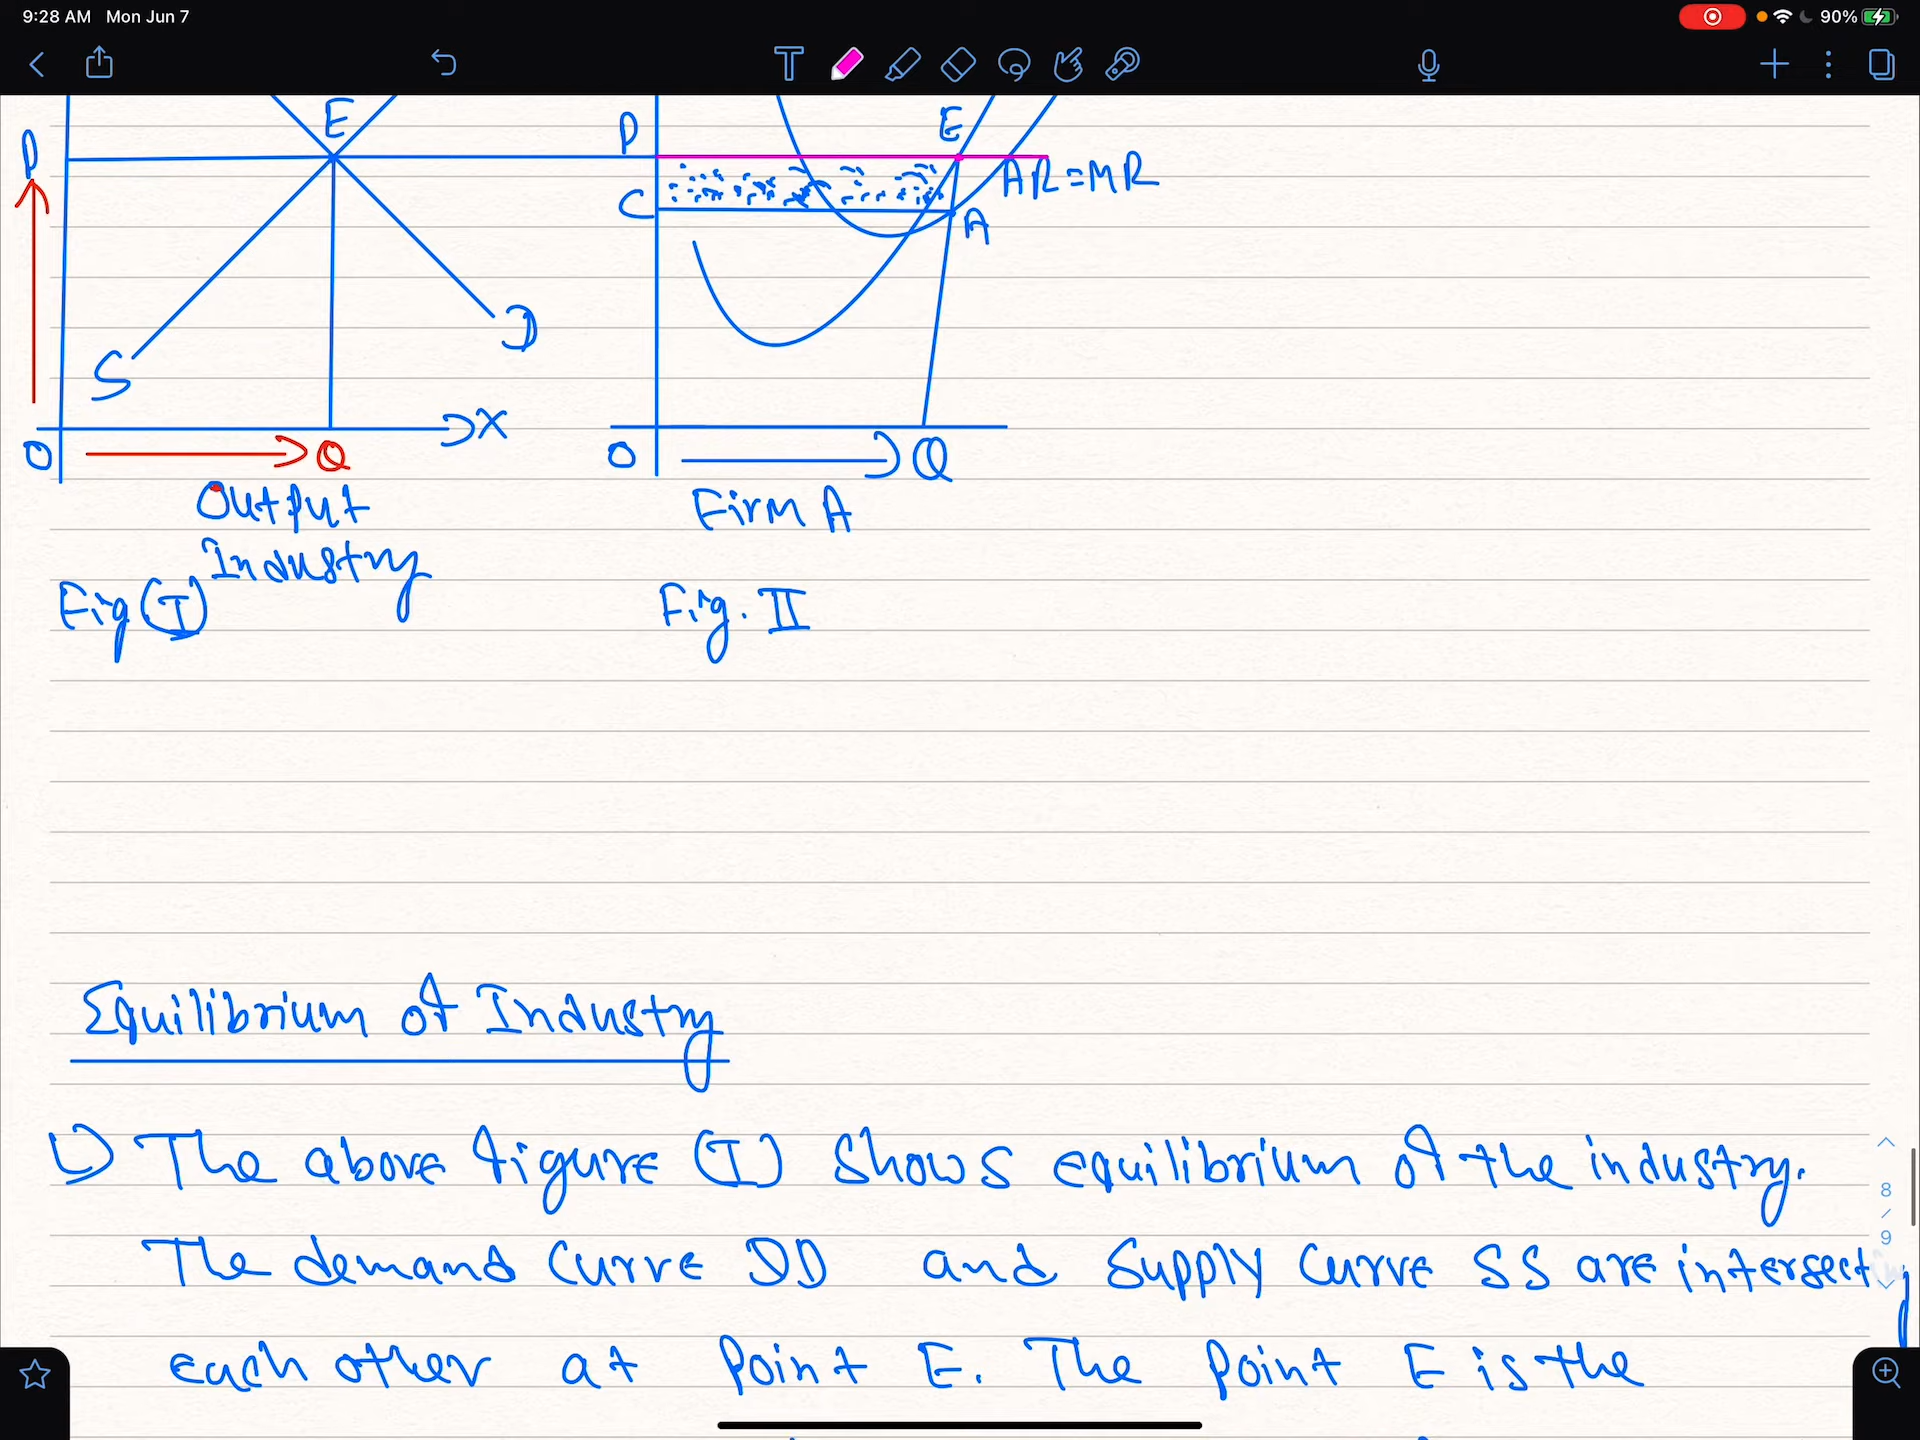 9:28 AM Mon Jun 7
90%
T
E
P
P
E
AR=MR
C
A
S
D
X
O
Q
O
Q
Output
Firm A
Industry
Fig (I)
Fig. II
Equilibrium of Industry
The above figure (I) shows equilibrium of the industry.
8
/
9
The demand curve DD and supply curve SS are intersecting
each other at point E. The point E is the